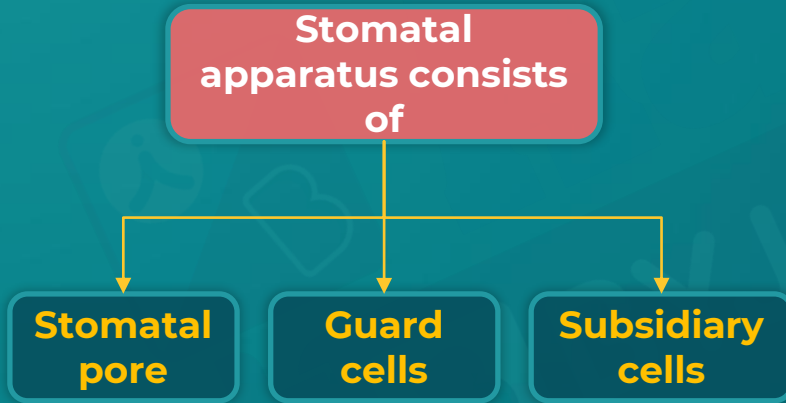 Stomatal
apparatus consists
of
Stomatal
pore
Guard
cells
Subsidiary
cells